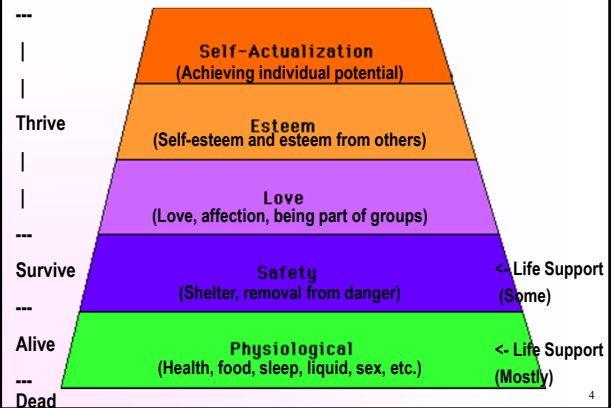 ---
|
Self-Actualization
(Achieving individual potential)
|
Thrive
Esteem
(Self-esteem and esteem from others)
|
|
Love
(Love, affection, being part of groups)
---
Survive
Safety
(Shelter, removal from danger)
<- Life Support
(Some)
---
Alive
Physiological
(Health, food, sleep, liquid, sex, etc.)
<- Life Support
(Mostly)
---
Dead
4